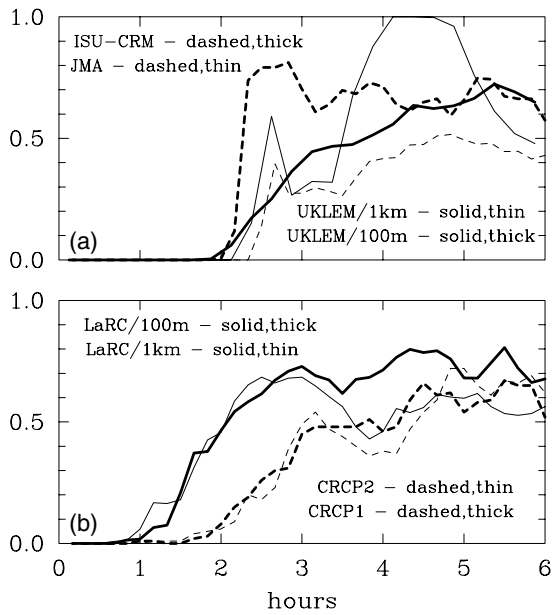 1.0
ISU-CRM – dashed,thick
JMA – dashed,thin
0.5
UKLEM/1km – solid,thin
UKLEM/100m – solid,thick
(a)
0.0
1.0
LaRC/100m – solid,thick
LaRC/1km – solid,thin
0.5
CRCP2 – dashed,thin
CRCP1 – dashed,thick
(b)
0.0
0 1 2 3 4 5 6
hours